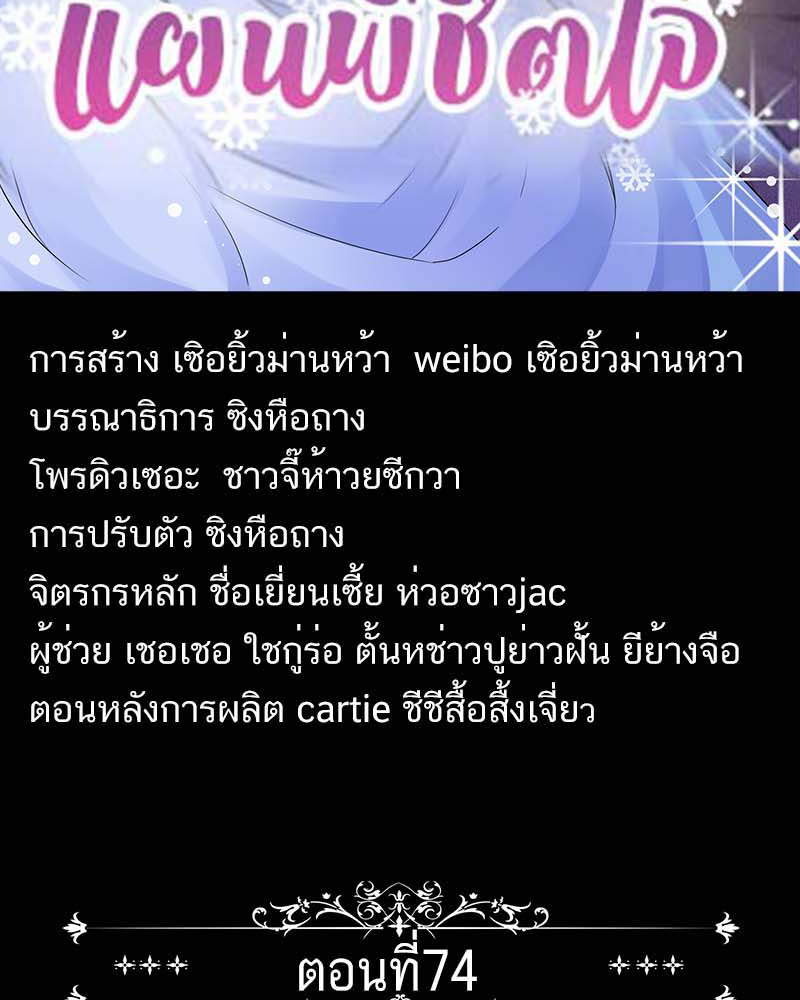 แผนพิชิตใจ
การสร้าง เซิอยิ้วม่านหว้า weibo เซิอยิ้วม่านหว้า
บรรณาธิการ ซิงหือถาง
โพรดิวเซอะ ชาวจี๊ห้าวยซีกวา
การปรับตัว ซิงหือถาง
จิตรกรหลัก ชื่อเยี่ยนเซี้ย ห่วอซาวjac
ผู้ช่วย เชอเชอ ใชกู่ร่อ ตั้นหช่าวปูย่าวฝั้น ยีย้างจือ
ตอนหลังการผลิต cartie ชีชีสื้อสิ้งเจี่ยว
ตอนที่74